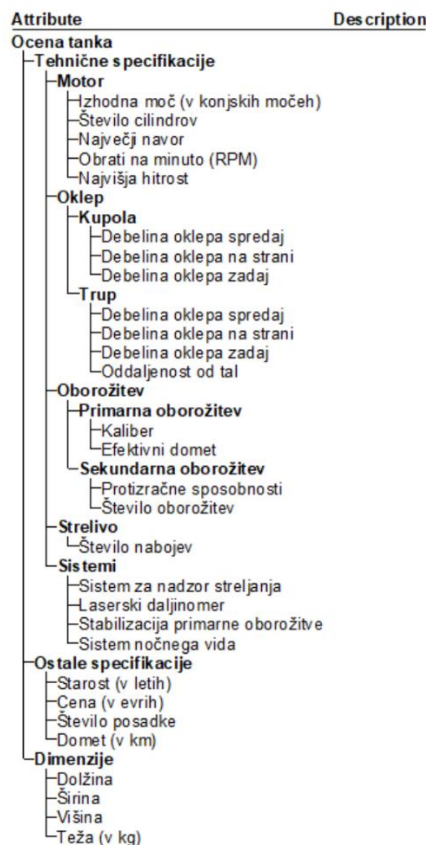 Attribute Description
Ocena tanka
Tehnične specifikacije
Motor
Izhodna moč (v konjskih močeh)
Število cilindrov
Največji navor
Obrati na minuto (RPM)
Najvišja hitrost
Oklep
Kupola
Debelina oklepa spredaj
Debelina oklepa na strani
Debelina oklepa zadaj
Trup
Debelina oklepa spredaj
Debelina oklepa na strani
Debelina oklepa zadaj
Oddaljenost od tal
Oborožitev
Primarna oborožitev
Kaliber
Efektivni domet
Sekundarna oborožitev
Protizračne sposobnosti
Število oborožitev
Strelivo
Število nabojev
Sistemi
Sistem za nadzor streljanja
Laserski daljinomer
Stabilizacija primarne oborožitve
Sistem nočnega vida
Ostale specifikacije
Starost (v letih)
Cena (v evrih)
Število posadke
Domet (v km)
Dimenzije
Dolžina
Širina
Višina
Teža (v kg)